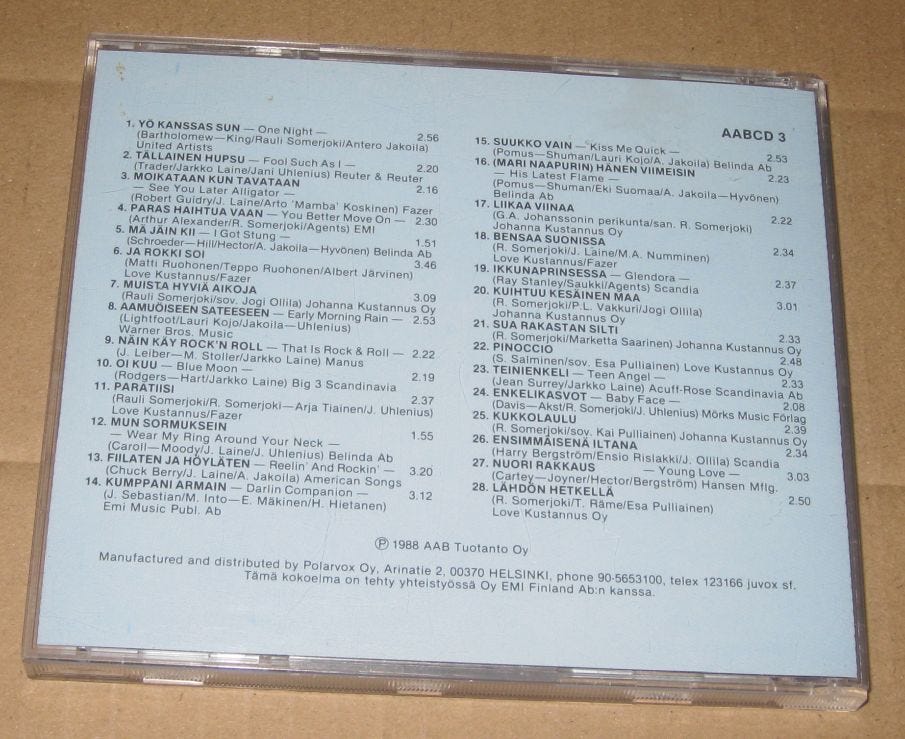 1. YÖ KANSSAS SUN — One Night —
(Bartholomew—King/Rauli Somerjoki/Antero Jakoila) 2.56
United Artists
2. TÄLLAINEN HUPSU — Fool Such As I — 2.20
(Trader/Jarkko Laine/Jani Uhlenius) Reuter & Reuter
3. MOIKATAAN KUN TAVATAAN 2.16
— See You Later Alligator —
(Robert Guidry/J. Laine/Arto 'Mamba' Koskinen) Fazer
4. PARAS HAIHTUA VAAN — You Better Move On — 2.30
(Arthur Alexander/R. Somerjoki/Agents) EMI
5. MÄ JÄIN KII — I Got Stung — 1.51
(Schroeder—Hill/Hector/A. Jakoila—Hyvönen) Belinda Ab
6. JA ROKKI SOI 3.46
(Matti Ruohonen/Teppo Ruohonen/Albert Järvinen)
Love Kustannus/Fazer
7. MUISTA HYVIÄ AIKOJA 3.09
(Rauli Somerjoki/sov. Jogi Ollila) Johanna Kustannus Oy
8. AAMUÖISEEN SATEESEEN — Early Morning Rain — 2.53
(Lightfoot/Lauri Kojo/Jakoila—Uhlenius)
Warner Bros. Music
9. NÄIN KÄY ROCK'N ROLL — That Is Rock & Roll — 2.22
(J. Leiber—M. Stoller/Jarkko Laine) Manus
10. OI KUU — Blue Moon — 2.19
(Rodgers—Hart/Jarkko Laine) Big 3 Scandinavia
11. PARATIISI 2.37
(Rauli Somerjoki/R. Somerjoki—Arja Tiainen/J. Uhlenius)
Love Kustannus/Fazer
12. MUN SORMUKSEIN 1.55
— Wear My Ring Around Your Neck —
(Caroll—Moody/J. Laine/J. Uhlenius) Belinda Ab
13. FIILATEN JA HÖYLÄTEN — Reelin' And Rockin' — 3.20
(Chuck Berry/J. Laine/A. Jakoila) American Songs
14. KUMPPANI ARMAIN — Darlin Companion — 3.12
(J. Sebastian/M. Into—E. Mäkinen/H. Hietanen)
Emi Music Publ. Ab
AABCD 3
15. SUUKKO VAIN — Kiss Me Quick — 2.53
(Pomus—Shuman/Lauri Kojo/A. Jakoila) Belinda Ab
16. (MARI NAAPURIN) HÄNEN VIIMEISIN 2.23
— His Latest Flame —
(Pomus—Shuman/Eki Suomaa/A. Jakoila—Hyvönen)
Belinda Ab
17. LIIKAA VIINAA 2.22
(G.A. Johanssonin perikunta/san. R. Somerjoki)
Johanna Kustannus Oy
18. BENSAA SUONISSA 2.34
(R. Somerjoki/J. Laine/M.A. Numminen)
Love Kustannus/Fazer
19. IKKUNAPRINSESSA — Glendora — 2.37
(Ray Stanley/Saukki/Agents) Scandia
20. KUIHTUU KESÄINEN MAA 3.01
(R. Somerjoki/P.L. Vakkuri/Jogi Ollila)
Johanna Kustannus Oy
21. SUA RAKASTAN SILTI 2.33
(R. Somerjoki/Marketta Saarinen) Johanna Kustannus Oy
22. PINOCCIO 2.48
(S. Salminen/sov. Esa Pulliainen) Love Kustannus Oy
23. TEINIENKELI — Teen Angel — 2.33
(Jean Surrey/Jarkko Laine) Acuff-Rose Scandinavia Ab
24. ENKELIKASVOT — Baby Face — 2.08
(Davis—Akst/R. Somerjoki/J. Uhlenius) Mörks Music Förlag
25. KUKKOLAULU 2.39
(R. Somerjoki/sov. Kai Pulliainen) Johanna Kustannus Oy
26. ENSIMMÄISENÄ ILTANA 2.34
(Harry Bergström/Ensio Rislakki/J. Ollila) Scandia
27. NUORI RAKKAUS — Young Love — 3.03
(Cartey—Joyner/Hector/Bergström) Hansen Mflg.
28. LÄHDÖN HETKELLÄ 2.50
(R. Somerjoki/T. Räme/Esa Pulliainen)
Love Kustannus Oy
℗ 1988 AAB Tuotanto Oy
Manufactured and distributed by Polarvox Oy, Arinatie 2, 00370 HELSINKI, phone 90-5653100, telex 123166 juvox sf.
Tämä kokoelma on tehty yhteistyössä Oy EMI Finland Ab:n kanssa.